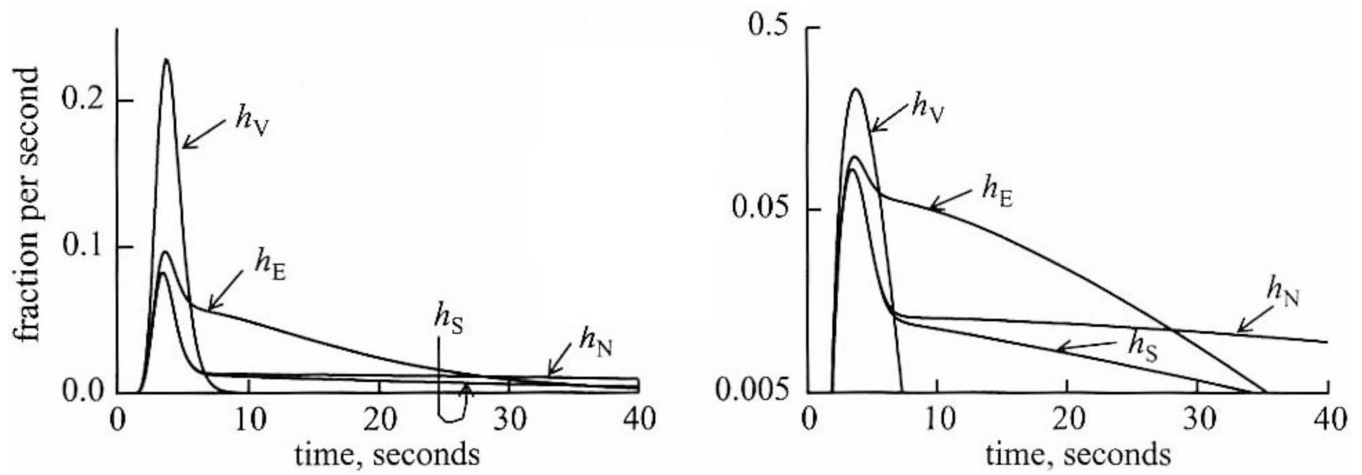 fraction per second
0.2
0.1
0.0
h_V
h_E
h_S
h_N
0 10 20 30 40
time, seconds
0.5
0.05
0.005
h_V
h_E
h_N
h_S
0 10 20 30 40
time, seconds